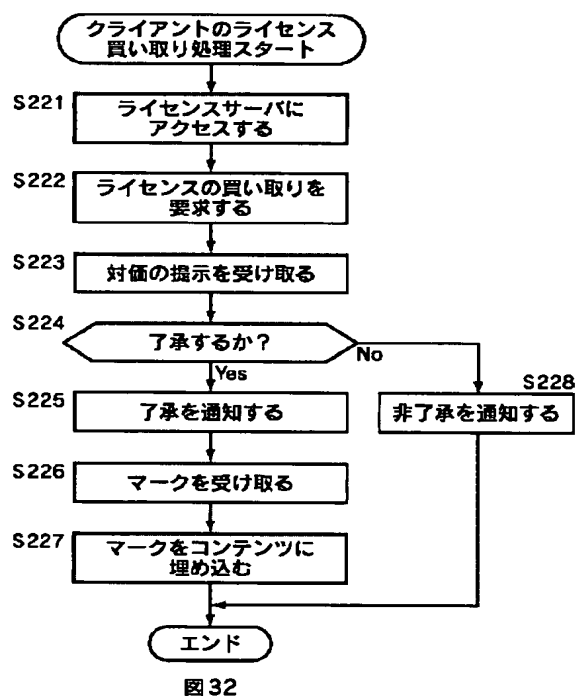 クライアントのライセンス
買い取り処理スタート
S221
ライセンスサーバに
アクセスする
S222
ライセンスの買い取りを
要求する
S223
対価の提示を受け取る
S224
了承するか?
No
Yes
S225
了承を通知する
S228
非了承を通知する
S226
マークを受け取る
S227
マークをコンテンツに
埋め込む
エンド
図32